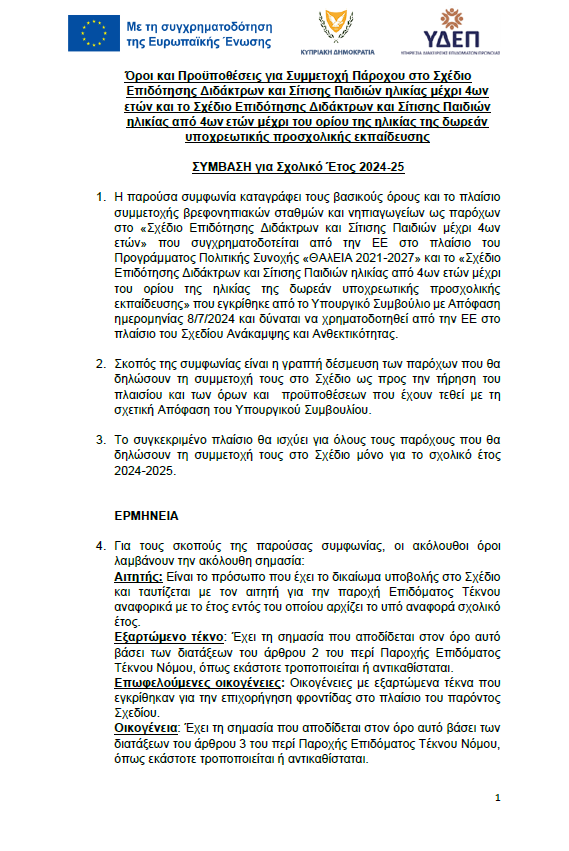 Με τη συγχρηματοδότηση
της Ευρωπαϊκής Ένωσης
ΚΥΠΡΙΑΚΗ ΔΗΜΟΚΡΑΤΙΑ
ΥΔΕΠ
Όροι και Προϋποθέσεις για Συμμετοχή Πάροχου στο Σχέδιο
Επιδότησης Διδάκτρων και Σίτισης Παιδιών ηλικίας μέχρι 4ων
ετών και το Σχέδιο Επιδότησης Διδάκτρων και Σίτισης Παιδιών
ηλικίας από 4ων ετών μέχρι του ορίου της ηλικίας της δωρεάν
υποχρεωτικής προσχολικής εκπαίδευσης
ΣΥΜΒΑΣΗ για Σχολικό Έτος 2024-25
1. Η παρούσα συμφωνία καταγράφει τους βασικούς όρους και το πλαίσιο
συμμετοχής βρεφονηπιακών σταθμών και νηπιαγωγείων ως παρόχων
στο «Σχέδιο Επιδότησης Διδάκτρων και Σίτισης Παιδιών μέχρι 4ων
ετών» που συγχρηματοδοτείται από την ΕΕ στο πλαίσιο του
Προγράμματος Πολιτικής Συνοχής «ΘΑλΕΙΑ 2021-2027» και το «Σχέδιο
Επιδότησης Διδάκτρων και Σίτισης Παιδιών ηλικίας από 4ων ετών μέχρι
του ορίου της ηλικίας της δωρεάν υποχρεωτικής προσχολικής
εκπαίδευσης» που εγκρίθηκε από το Υπουργικό Συμβούλιο με Απόφαση
ημερομηνίας 8/7/2024 και δύναται να χρηματοδοτηθεί από την ΕΕ στο
πλαίσιο του Σχεδίου Ανάκαμψης και Ανθεκτικότητας.
2. Σκοπός της συμφωνίας είναι η γραπτή δέσμευση των παρόχων που θα
δηλώσουν τη συμμετοχή τους στο Σχέδιο ως προς την τήρηση του
πλαισίου και των όρων και προϋποθέσεων που έχουν τεθεί με τη
σχετική Απόφαση του Υπουργικού Συμβουλίου.
3. Το συγκεκριμένο πλαίσιο θα ισχύει για όλους τους παρόχους που θα
δηλώσουν τη συμμετοχή τους στο Σχέδιο μόνο για το σχολικό έτος
2024-2025.
ΕΡΜΗΝΕΙΑ
4. Για τους σκοπούς της παρούσας συμφωνίας, οι ακόλουθοι όροι
λαμβάνουν την ακόλουθη σημασία:
Αιτητής: Είναι το πρόσωπο που έχει το δικαίωμα υποβολής στο Σχέδιο
και ταυτίζεται με τον αιτητή για την παροχή Επιδόματος Τέκνου
αναφορικά με το έτος εντός του οποίου αρχίζει το υπό αναφορά σχολικό
έτος.
Εξαρτώμενο τέκνο: Έχει τη σημασία που αποδίδεται στον όρο αυτό
βάσει των διατάξεων του άρθρου 2 του περί Παροχής Επιδόματος
Τέκνου Νόμου, όπως εκάστοτε τροποποιείται ή αντικαθίσταται.
Επωφελούμενες οικογένειες: Οικογένειες με εξαρτώμενα τέκνα που
εγκρίθηκαν για την επιχορήγηση φροντίδας στο πλαίσιο του παρόντος
Σχεδίου.
Οικογένεια: Έχει τη σημασία που αποδίδεται στον όρο αυτό βάσει των
διατάξεων του άρθρου 3 του περί Παροχής Επιδόματος Τέκνου Νόμου,
όπως εκάστοτε τροποποιείται ή αντικαθίσταται.
1